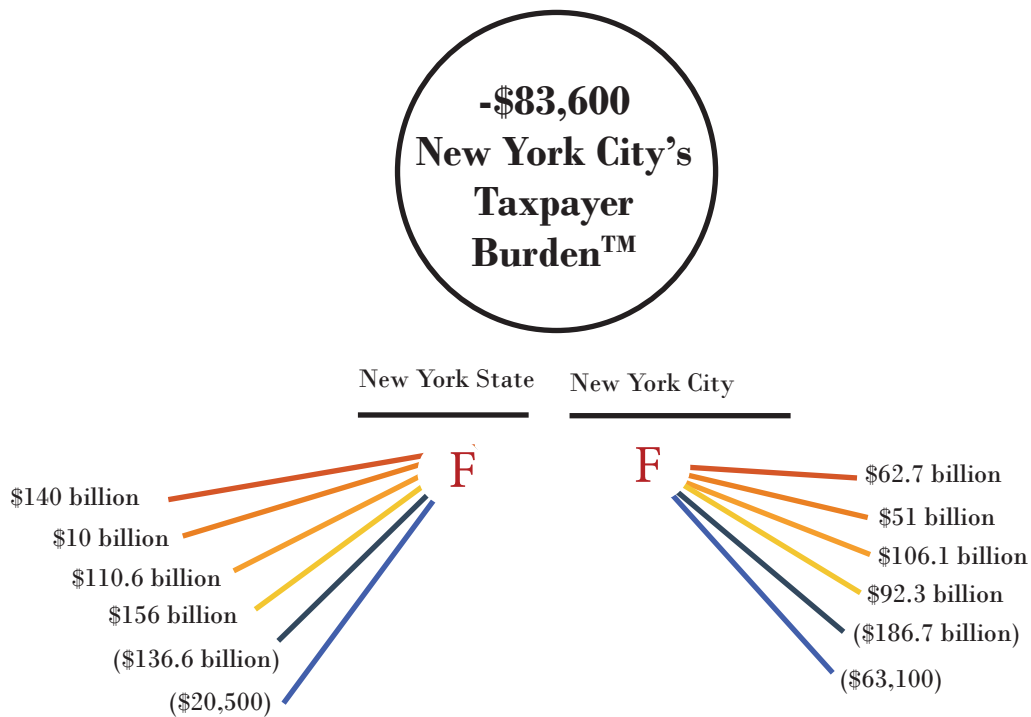 -$83,600
New York City’s
Taxpayer
Burden™
New York State
New York City
F
F
$140 billion
$10 billion
$110.6 billion
$156 billion
($136.6 billion)
($20,500)
$62.7 billion
$51 billion
$106.1 billion
$92.3 billion
($186.7 billion)
($63,100)